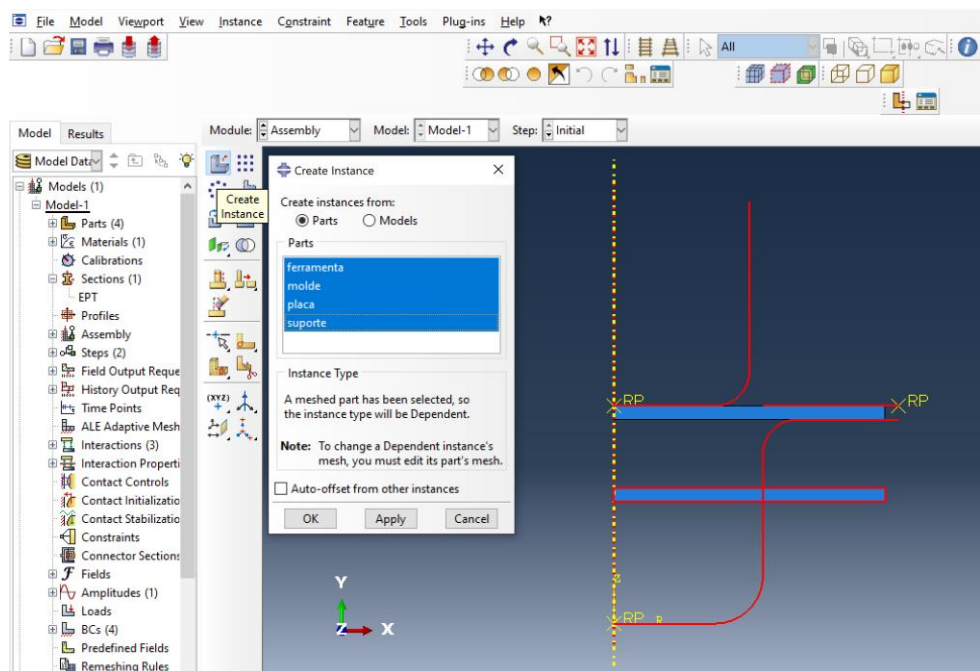 File Model Viewport View Instance Constraint Feature Tools Plug-ins Help
All
Model Results
Module: Assembly Model: Model-1 Step: Initial
Model Data
Models (1)
Model-1
Parts (4)
Materials (1)
Calibrations
Sections (1)
EPT
Profiles
Assembly
Steps (2)
Field Output Reque
History Output Req
Time Points
ALE Adaptive Mesh
Interactions (3)
Interaction Properti
Contact Controls
Contact Initializatio
Contact Stabilizatio
Constraints
Connector Sections
Fields
Amplitudes (1)
Loads
BCs (4)
Predefined Fields
Remeshing Rules
Create
Instance
(XYZ)
Create Instance
Create instances from:
Parts Models
Parts
ferramenta
molde
placa
suporte
Instance Type
A meshed part has been selected, so
the instance type will be Dependent.
Note: To change a Dependent instance's
mesh, you must edit its part's mesh.
Auto-offset from other instances
OK Apply Cancel
RP RP
Z
RP R
Y
Z X